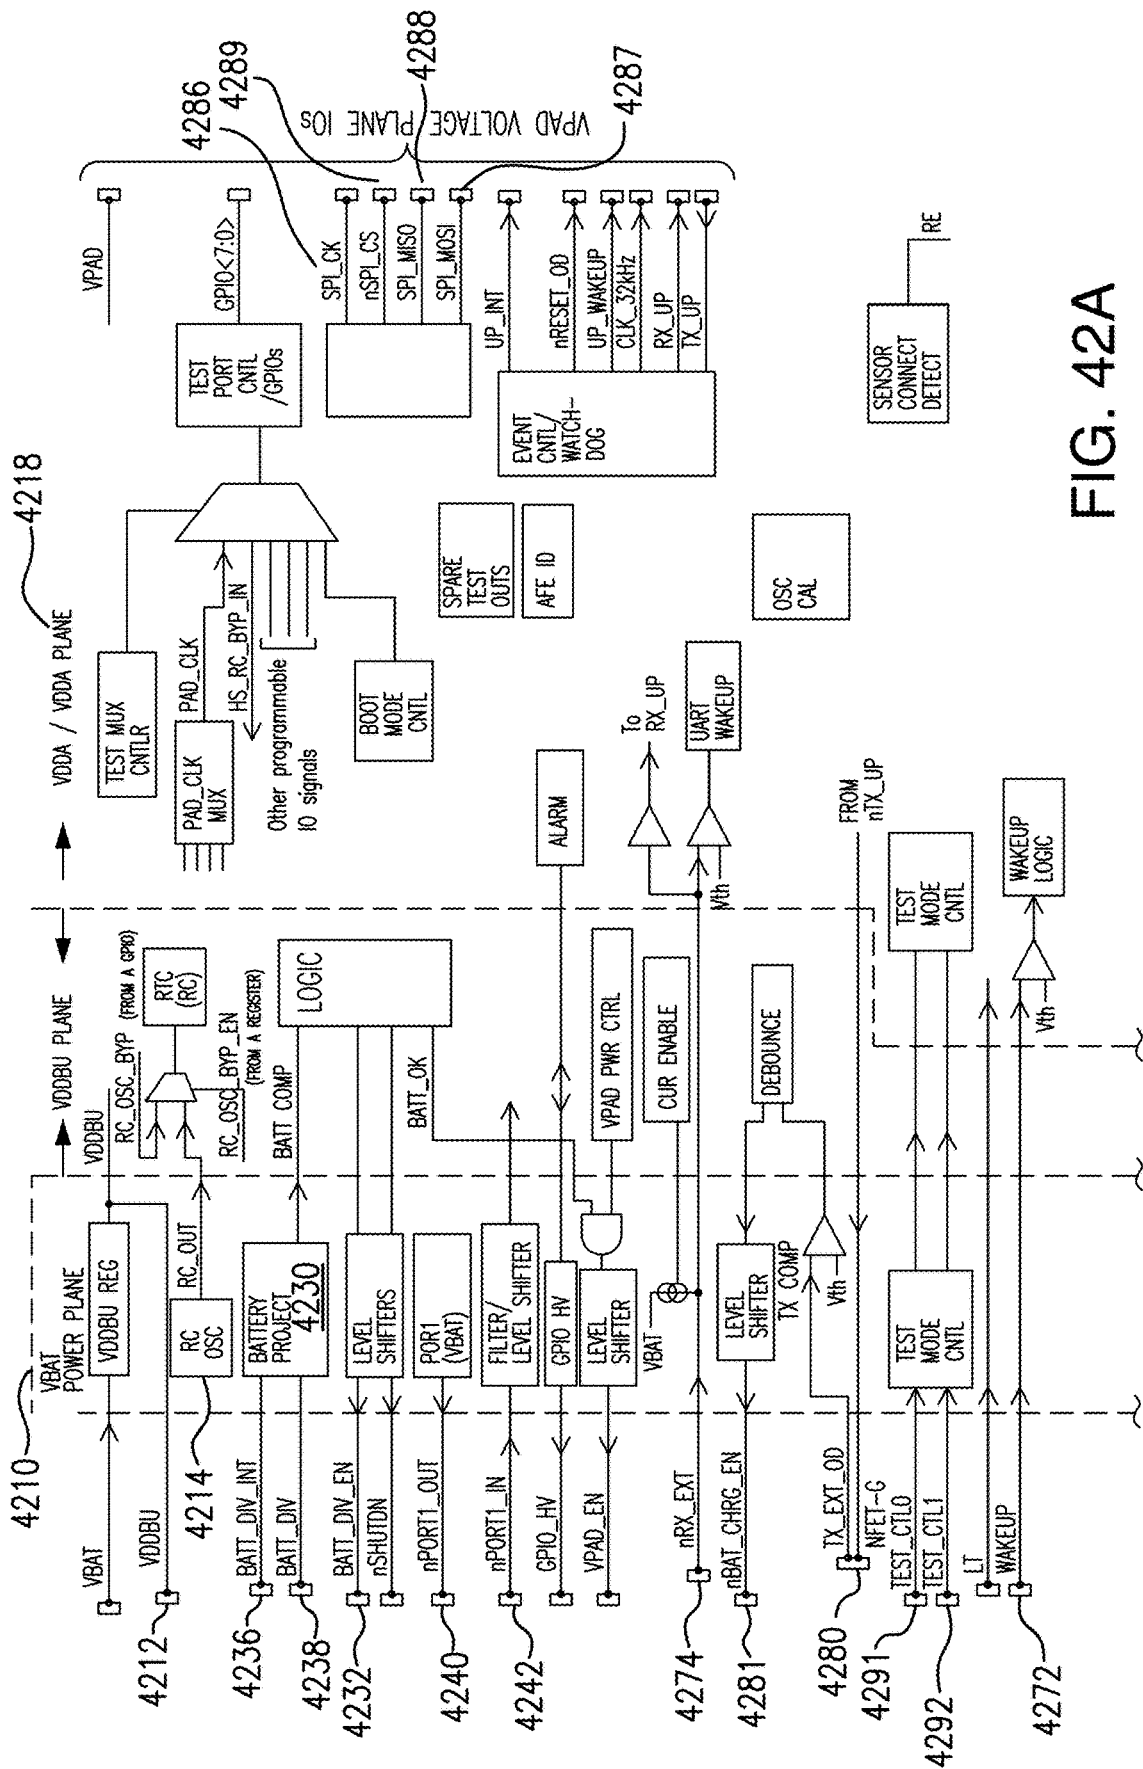 4210
VBAT
POWER PLANE
VDDBU PLANE
VDDA / VDDA PLANE
4218
VBAT
VDDBU REG
VDDBU
VDDBU
4212
RC_OUT
RC
OSC
4214
RC_OSC_BYP (FROM A GPIO)
RTC
(RC)
RC_OSC_BYP_EN
(FROM A REGISTER)
TEST MUX
CNTLR
PAD_CLK
MUX
PAD_CLK
HS_RC_BYP_IN
Other programmable
IO signals
BOOT
MODE
CNTL
TEST
PORT
CNTL
/GPIOs
VPAD
GPIO<7:0>
SPI_CK
nSPI_CS
SPI_MISO
SPI_MOSI
4286
4289
4288
4287
VPAD VOLTAGE PLANE IOs
BATT_DIV_INT
BATT_DIV
4236
4238
BATTERY
PROJECT
4230
BATT COMP
LOGIC
BATT_DIV_EN
nSHUTDN
4232
LEVEL
SHIFTERS
BATT_OK
nPORT1_OUT
4240
POR1
(VBAT)
nPORT1_IN
4242
FILTER/
LEVEL SHIFTER
GPIO_HV
GPIO HV
ALARM
VPAD_EN
LEVEL
SHIFTER
VPAD PWR CTRL
CUR ENABLE
VBAT
nRX_EXT
4274
To
RX_UP
Vth
UART
WAKEUP
SPARE
TEST
OUTS
AFE ID
EVENT
CNTL/
WATCH-
DOG
UP_INT
nRESET_OD
UP_WAKEUP
CLK_32kHz
RX_UP
TX_UP
nBAT_CHRG_EN
4281
LEVEL
SHIFTER
DEBOUNCE
TX COMP
Vth
OSC
CAL
TX_EXT_OD
NFET-G
4280
FROM
nTX_UP
TEST_CTL0
TEST_CTL1
4291
4292
TEST
MODE
CNTL
TEST
MODE
CNTL
SENSOR
CONNECT
DETECT
RE
LT
WAKEUP
4272
Vth
WAKEUP
LOGIC
FIG. 42A